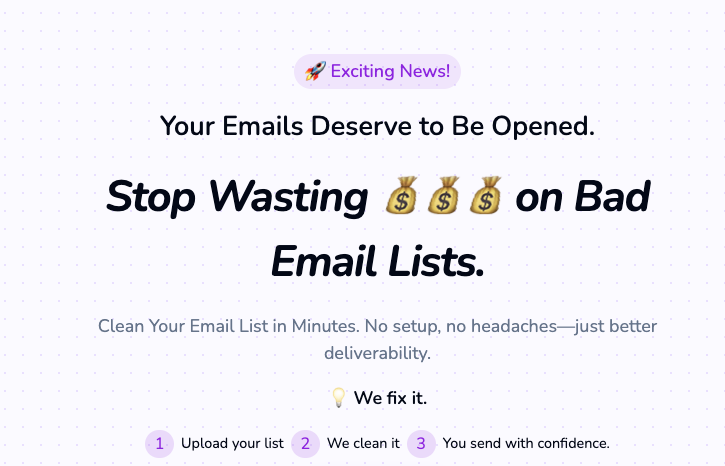 🚀 Exciting News!
Your Emails Deserve to Be Opened.
Stop Wasting 💰💰💰 on Bad
Email Lists.
Clean Your Email List in Minutes. No setup, no headaches—just better
deliverability.
💡 We fix it.
1 Upload your list 2 We clean it 3 You send with confidence.